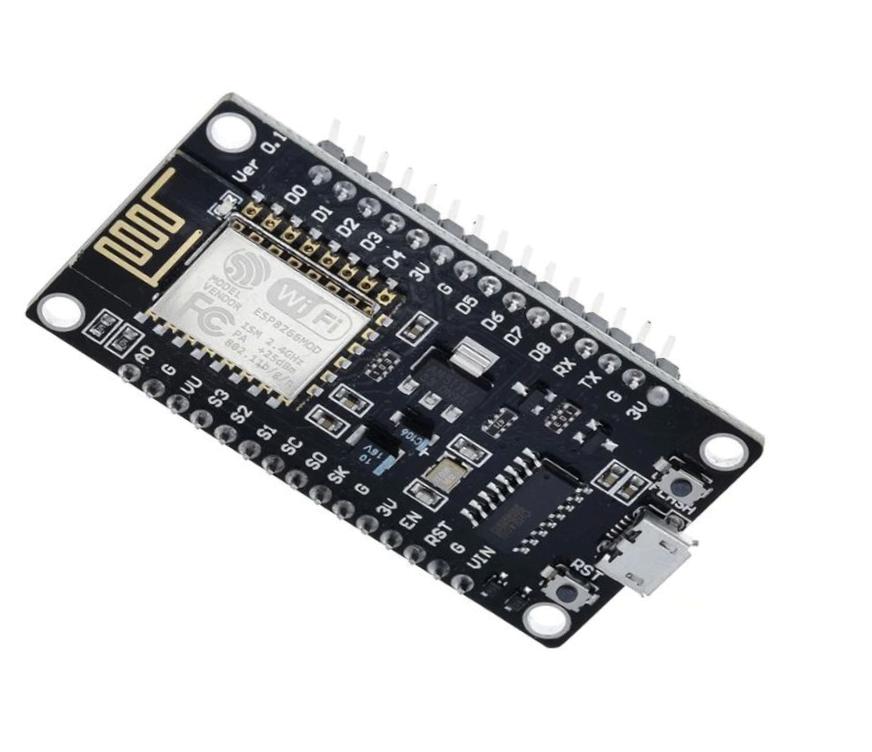 Ver 0.1
D0
D1
D2
D3
D4
3V
G
D5
D6
D7
D8
RX
TX
G
3V
WiFi
MODEL
VENDOR
ESP8266MOD
FC
ISM 2.4GHz
PA +25dBm
802.11b/g/n
A0
G
VU
S3
S2
S1
SC
SO
SK
G
3V
EN
RST
G
VIN
10
16V
C106
FLASH
RST